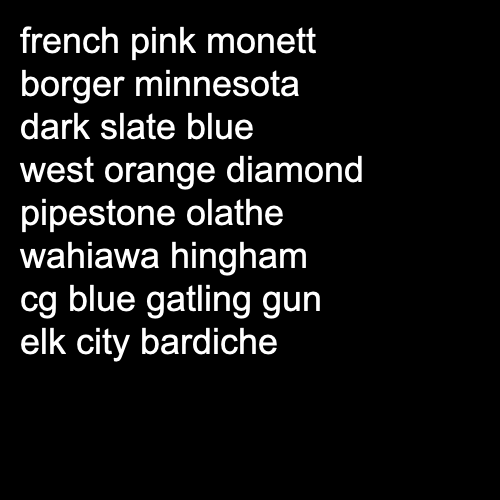 french pink monett
borger minnesota
dark slate blue
west orange diamond
pipestone olathe
wahiawa hingham
cg blue gatling gun
elk city bardiche